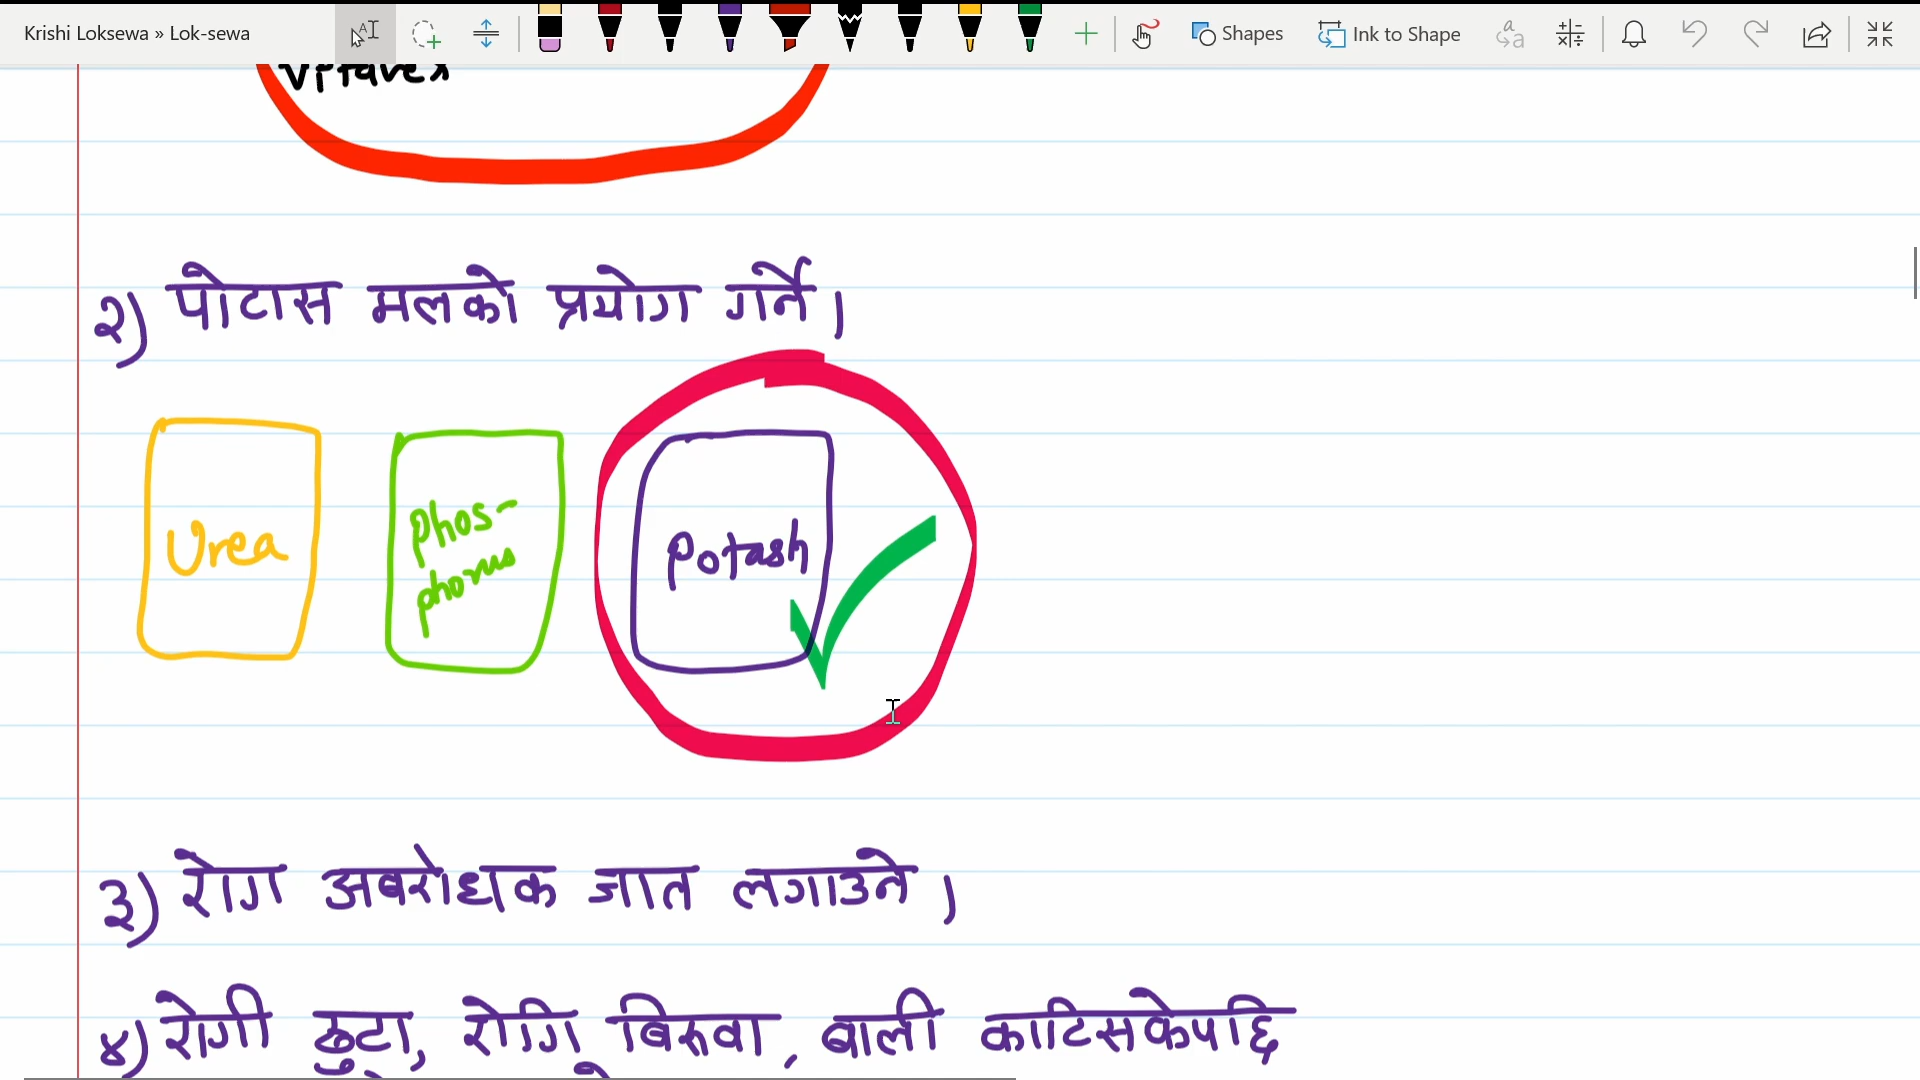 Krishi Loksewa » Lok-sewa
Shapes
Ink to Shape
Vitavex
२) पोटास मलको प्रयोग गर्ने।
Urea
phos-
phorus
Potash
३) रोग अवरोधक जात लगाउने।
४) रोगी ठुटा, रोगि बिरुवा, बाली काटिसकेपछि